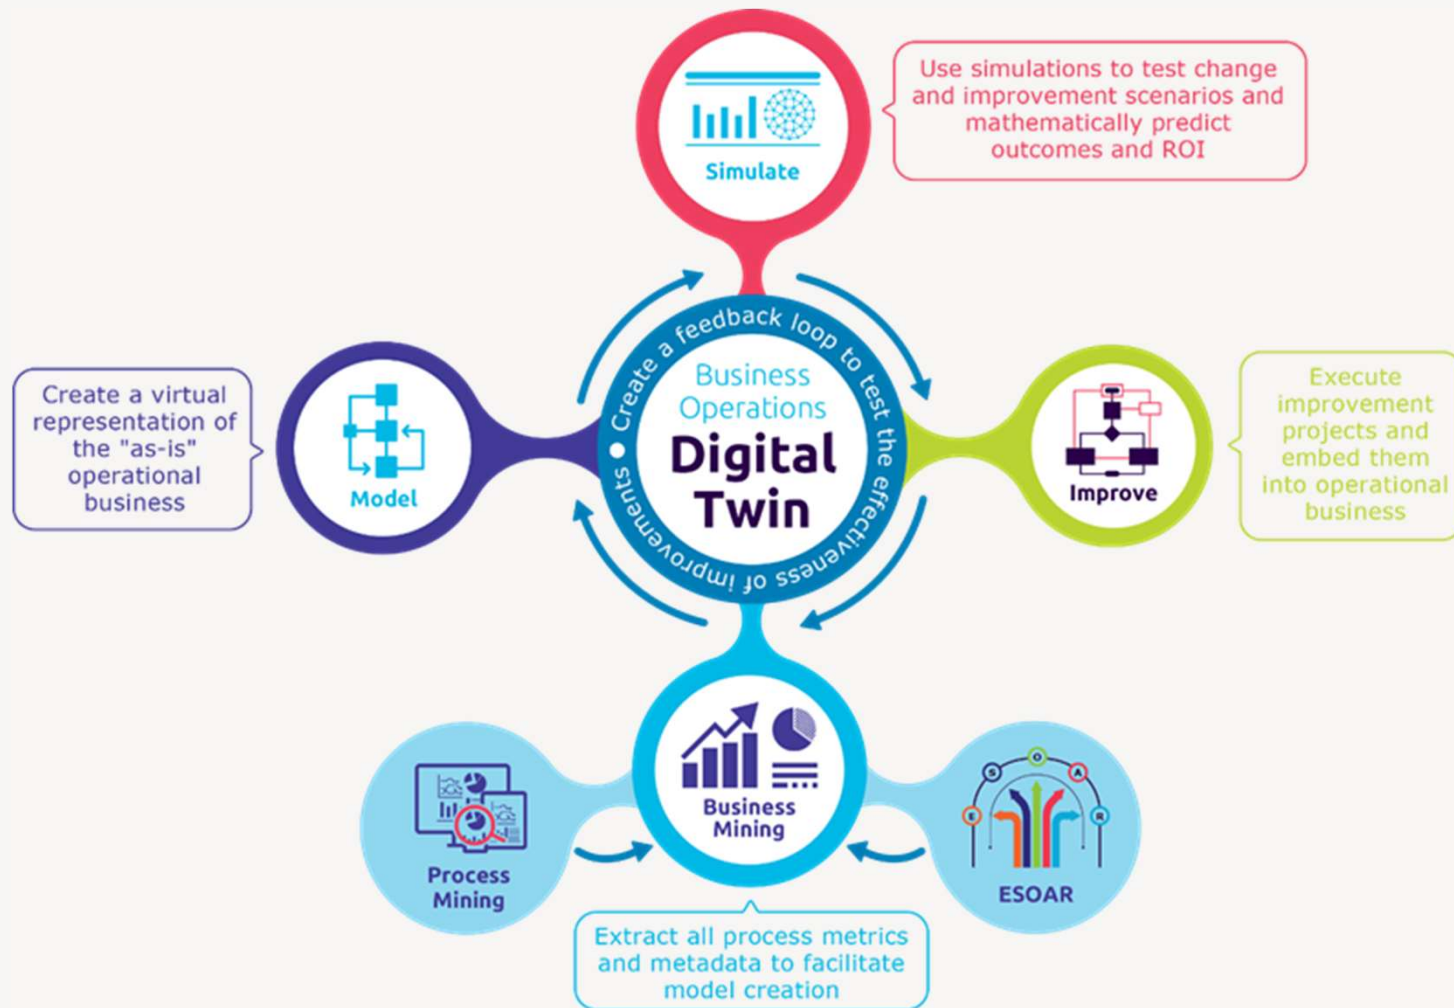 Simulate
Use simulations to test change
and improvement scenarios and
mathematically predict
outcomes and ROI
Create a feedback loop to test the effectiveness of improvements
Business
Operations
Digital
Twin
Create a virtual
representation of
the "as-is"
operational
business
Model
Improve
Execute
improvement
projects and
embed them
into operational
business
Business
Mining
Process
Mining
E
S
O
A
R
ESOAR
Extract all process metrics
and metadata to facilitate
model creation